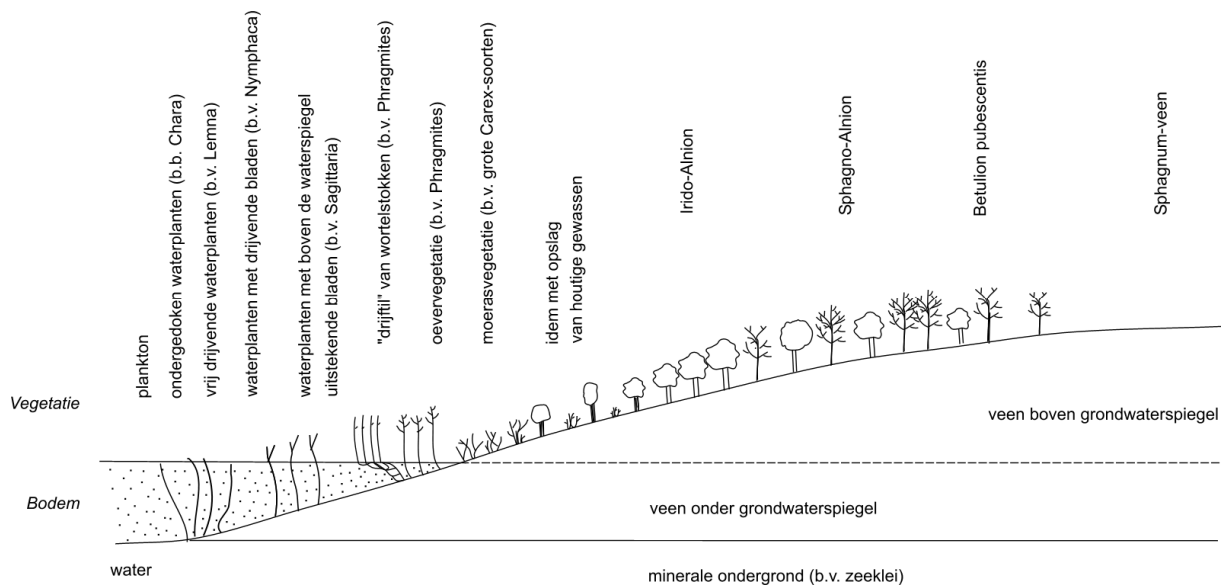 plankton
ondergedoken waterplanten (b.b. Chara)
vrij drijvende waterplanten (b.v. Lemna)
waterplanten met drijvende bladen (b.v. Nymphaca)
waterplanten met boven de waterspiegel
uitstekende bladen (b.v. Sagittaria)
"drijftil" van wortelstokken (b.v. Phragmites)
oevervegetatie (b.v. Phragmites)
moerasvegetatie (b.v. grote Carex-soorten)
idem met opslag
van houtige gewassen
Irido-Alnion
Sphagno-Alnion
Betulion pubescentis
Sphagnum-veen
Vegetatie
veen boven grondwaterspiegel
Bodem
veen onder grondwaterspiegel
water
minerale ondergrond (b.v. zeeklei)